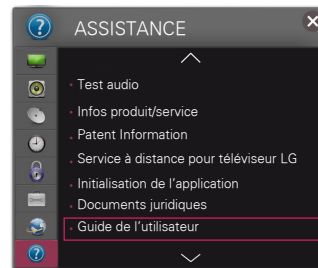 ASSISTANCE
• Test audio
• Infos produit/service
• Patent Information
• Service à distance pour téléviseur LG
• Initialisation de l'application
• Documents juridiques
• Guide de l'utilisateur